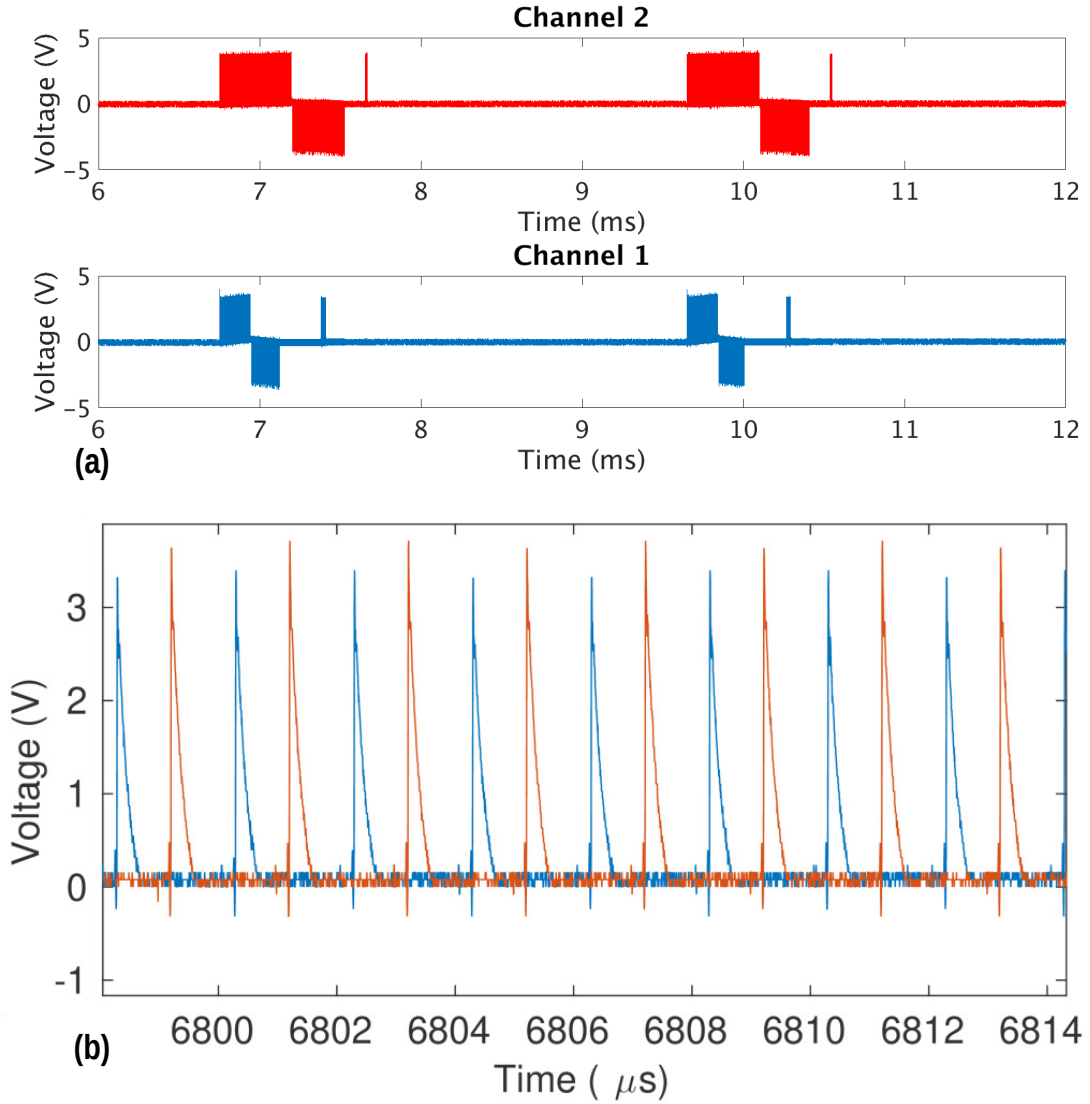 Channel 2
Voltage (V)
5
0
−5
6 7 8 9 10 11 12
Time (ms)
Channel 1
Voltage (V)
5
0
−5
6 7 8 9 10 11 12
Time (ms)
(a)
Voltage (V)
3
2
1
0
-1
6800 6802 6804 6806 6808 6810 6812 6814
(b)
Time ( μs)